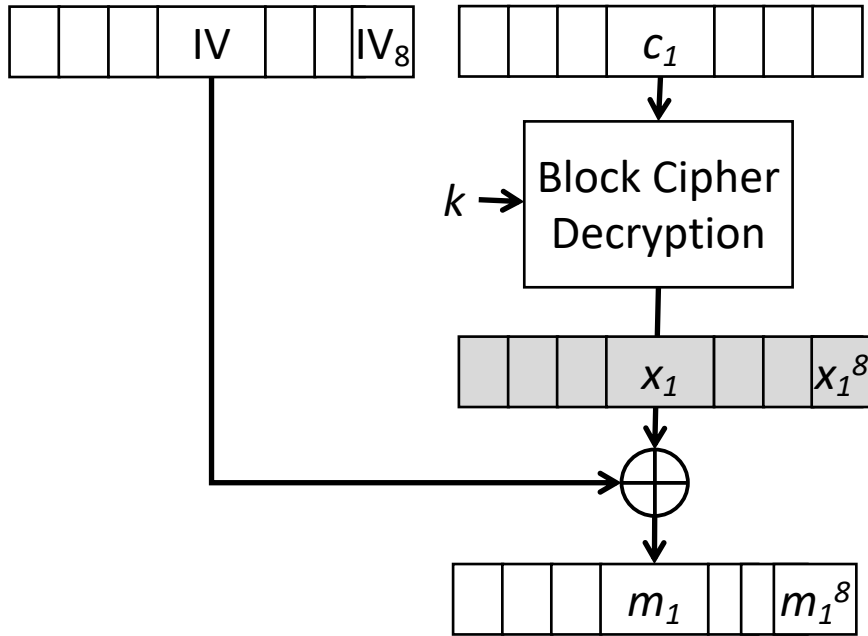 IV IV₈ c₁
k Block Cipher
Decryption
x₁ x₁⁸
m₁ m₁⁸